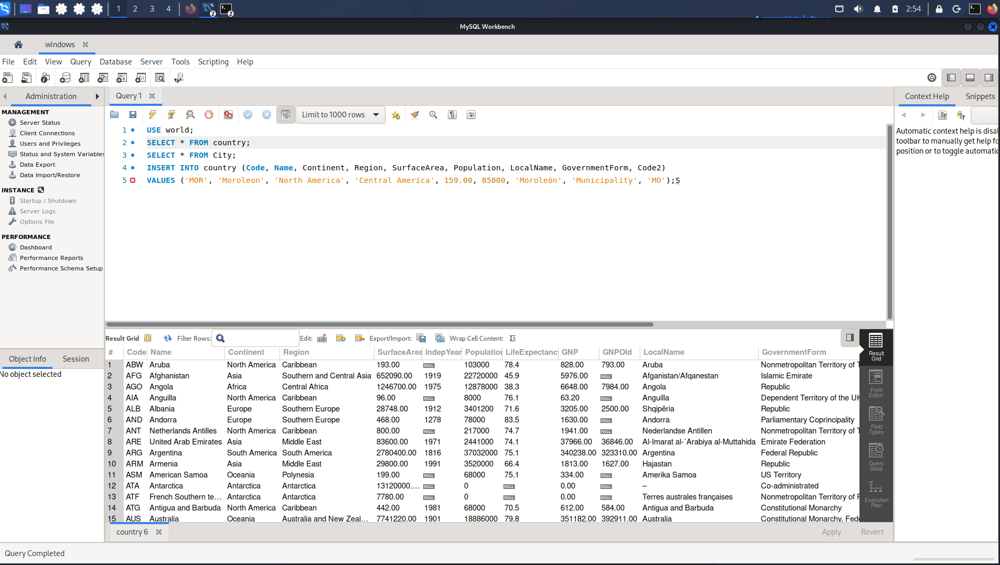 1 2 3 4 2 2 2:54
MySQL Workbench
windows
File Edit View Query Database Server Tools Scripting Help
Administration
MANAGEMENT
Server Status
Client Connections
Users and Privileges
Status and System Variables
Data Export
Data Import/Restore
INSTANCE
Startup / Shutdown
Server Logs
Options File
PERFORMANCE
Dashboard
Performance Reports
Performance Schema Setup
Object Info Session
No object selected
Query 1
Limit to 1000 rows
1 USE world;
2 SELECT * FROM country;
3 SELECT * FROM City;
4 INSERT INTO country (Code, Name, Continent, Region, SurfaceArea, Population, LocalName, GovernmentForm, Code2)
5 VALUES ('MOR', 'Moroleon', 'North America', 'Central America', 159.00, 85000, 'Moroleón', 'Municipality', 'MO');S
Context Help Snippets
Automatic context help is disa
toolbar to manually get help fo
position or to toggle automatic
Result Grid Filter Rows: Edit: Export/Import: Wrap Cell Content:
# Code Name Continent Region SurfaceArea IndepYear Population LifeExpectancy GNP GNPOld LocalName GovernmentForm
1 ABW Aruba North America Caribbean 193.00 NULL 103000 78.4 828.00 793.00 Aruba Nonmetropolitan Territory of T
2 AFG Afghanistan Asia Southern and Central Asia 652090.00 1919 22720000 45.9 5976.00 NULL Afganistan/Afqanestan Islamic Emirate
3 AGO Angola Africa Central Africa 1246700.00 1975 12878000 38.3 6648.00 7984.00 Angola Republic
4 AIA Anguilla North America Caribbean 96.00 NULL 8000 76.1 63.20 NULL Anguilla Dependent Territory of the UK
5 ALB Albania Europe Southern Europe 28748.00 1912 3401200 71.6 3205.00 2500.00 Shqipëria Republic
6 AND Andorra Europe Southern Europe 468.00 1278 78000 83.5 1630.00 NULL Andorra Parliamentary Coprincipality
7 ANT Netherlands Antilles North America Caribbean 800.00 NULL 217000 74.7 1941.00 NULL Nederlandse Antillen Nonmetropolitan Territory of T
8 ARE United Arab Emirates Asia Middle East 83600.00 1971 2441000 74.1 37966.00 36846.00 Al-Imarat al-´Arabiya al-Muttahida Emirate Federation
9 ARG Argentina South America South America 2780400.00 1816 37032000 75.1 340238.00 323310.00 Argentina Federal Republic
10 ARM Armenia Asia Middle East 29800.00 1991 3520000 66.4 1813.00 1627.00 Hajastan Republic
11 ASM American Samoa Oceania Polynesia 199.00 NULL 68000 75.1 334.00 NULL Amerika Samoa US Territory
12 ATA Antarctica Antarctica Antarctica 13120000.... NULL 0 NULL 0.00 NULL – Co-administrated
13 ATF French Southern te... Antarctica Antarctica 7780.00 NULL 0 NULL 0.00 NULL Terres australes françaises Nonmetropolitan Territory of F
14 ATG Antigua and Barbuda North America Caribbean 442.00 1981 68000 70.5 612.00 584.00 Antigua and Barbuda Constitutional Monarchy
15 AUS Australia Oceania Australia and New Zeal... 7741220.00 1901 18886000 79.8 351182.00 392911.00 Australia Constitutional Monarchy, Fede
Result
Grid
Form
Editor
Field
Types
Query
Stats
Execution
Plan
country 6 Apply Revert
Query Completed